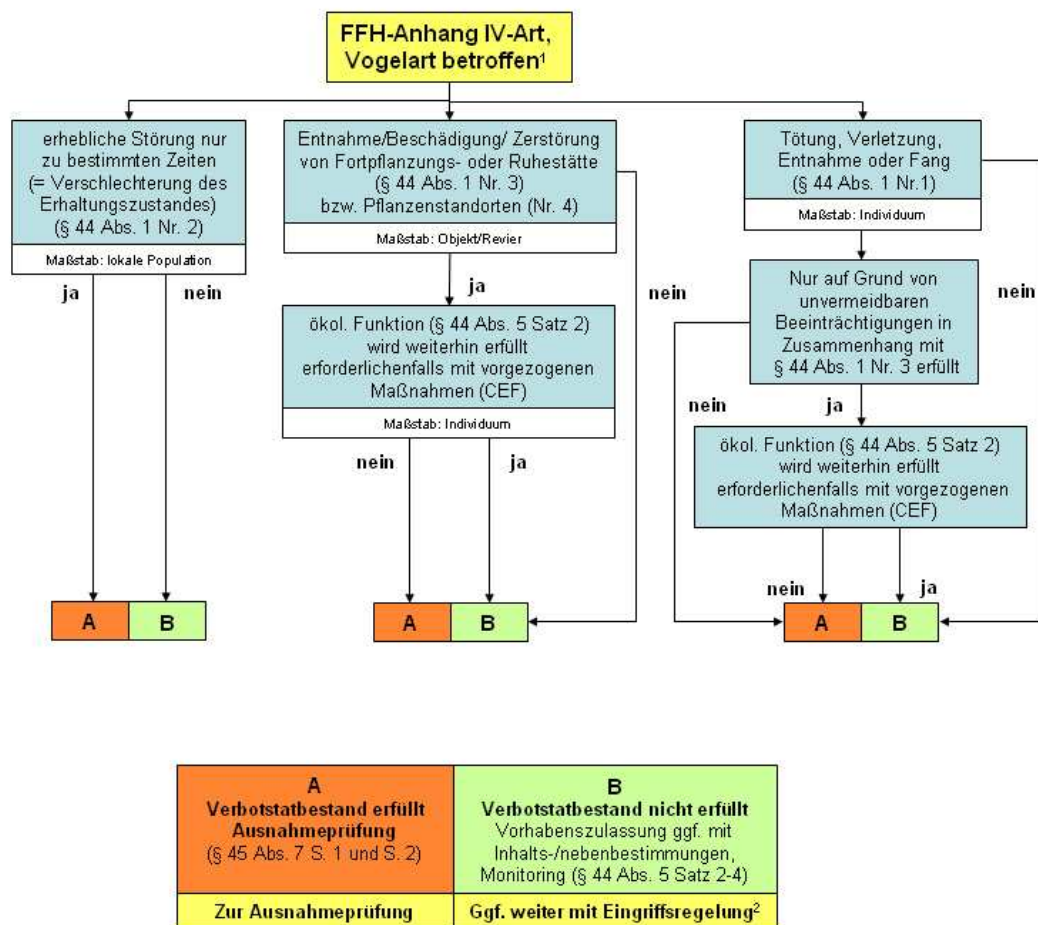 FFH-Anhang IV-Art,
Vogelart betroffen¹
erhebliche Störung nur
zu bestimmten Zeiten
(= Verschlechterung des
Erhaltungszustandes)
(§ 44 Abs. 1 Nr. 2)
Maßstab: lokale Population
ja
nein
Entnahme/Beschädigung/ Zerstörung
von Fortpflanzungs- oder Ruhestätte
(§ 44 Abs. 1 Nr. 3)
bzw. Pflanzenstandorten (Nr. 4)
Maßstab: Objekt/Revier
ja
nein
ökol. Funktion (§ 44 Abs. 5 Satz 2)
wird weiterhin erfüllt
erforderlichenfalls mit vorgezogenen
Maßnahmen (CEF)
Maßstab: Individuum
nein
ja
Tötung, Verletzung,
Entnahme oder Fang
(§ 44 Abs. 1 Nr.1)
Maßstab: Individuum
nein
Nur auf Grund von
unvermeidbaren
Beeinträchtigungen in
Zusammenhang mit
§ 44 Abs. 1 Nr. 3 erfüllt
nein
ja
ökol. Funktion (§ 44 Abs. 5 Satz 2)
wird weiterhin erfüllt
erforderlichenfalls mit vorgezogenen
Maßnahmen (CEF)
nein
ja
A B
A B
A B
A
Verbotstatbestand erfüllt
Ausnahmeprüfung
(§ 45 Abs. 7 S. 1 und S. 2)
B
Verbotstatbestand nicht erfüllt
Vorhabenszulassung ggf. mit
Inhalts-/nebenbestimmungen,
Monitoring (§ 44 Abs. 5 Satz 2-4)
Zur Ausnahmeprüfung
Ggf. weiter mit Eingriffsregelung²